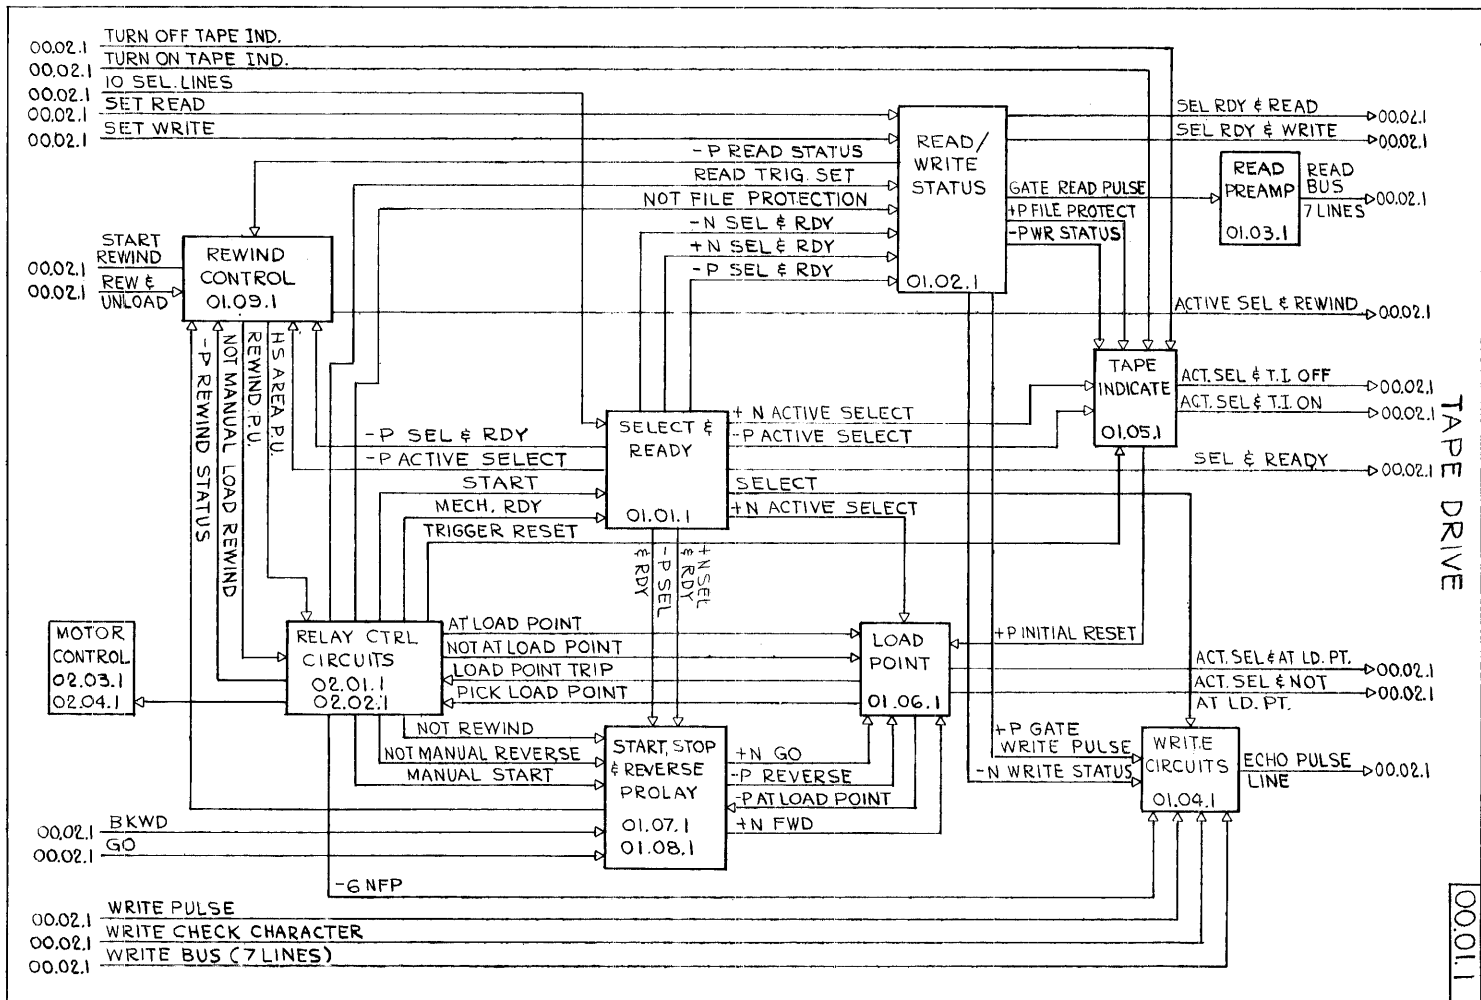 00.02.1 TURN OFF TAPE IND.
00.02.1 TURN ON TAPE IND.
00.02.1 10 SEL. LINES
00.02.1 SET READ
00.02.1 SET WRITE
-P READ STATUS
READ TRIG. SET
NOT FILE PROTECTION
-N SEL & RDY
+N SEL & RDY
-P SEL & RDY
READ/
WRITE
STATUS
01.02.1
SEL RDY & READ 00.02.1
SEL RDY & WRITE 00.02.1
GATE READ PULSE
+P FILE PROTECT
-P WR STATUS
READ
PREAMP
01.03.1
READ
BUS
7 LINES
00.02.1
START
REWIND
00.02.1
REW &
UNLOAD
00.02.1
REWIND
CONTROL
01.09.1
ACTIVE SEL & REWIND 00.02.1
-P REWIND STATUS
NOT MANUAL LOAD REWIND
REWIND P.U.
HS AREA P.U.
TAPE
INDICATE
01.05.1
ACT. SEL & T.I. OFF 00.02.1
ACT. SEL & T.I. ON 00.02.1
-P SEL & RDY
-P ACTIVE SELECT
START
MECH. RDY
TRIGGER RESET
SELECT &
READY
01.01.1
+N ACTIVE SELECT
-P ACTIVE SELECT
SEL & READY 00.02.1
SELECT
+N ACTIVE SELECT
-P SEL
& RDY
+N SEL
& RDY
TAPE DRIVE
MOTOR
CONTROL
02.03.1
02.04.1
RELAY CTRL
CIRCUITS
02.01.1
02.02.1
AT LOAD POINT
NOT AT LOAD POINT
LOAD POINT TRIP
PICK LOAD POINT
LOAD
POINT
01.06.1
+P INITIAL RESET
ACT. SEL & AT LD. PT. 00.02.1
ACT. SEL & NOT
AT LD. PT.
00.02.1
NOT REWIND
NOT MANUAL REVERSE
MANUAL START
START, STOP
& REVERSE
PROLAY
01.07.1
01.08.1
+N GO
-P REVERSE
-P AT LOAD POINT
+N FWD
+P GATE
WRITE PULSE
-N WRITE STATUS
WRITE
CIRCUITS
01.04.1
ECHO PULSE
LINE
00.02.1
00.02.1 BKWD
00.02.1 GO
-6 NFP
00.02.1 WRITE PULSE
00.02.1 WRITE CHECK CHARACTER
00.02.1 WRITE BUS (7 LINES)
00.01.1